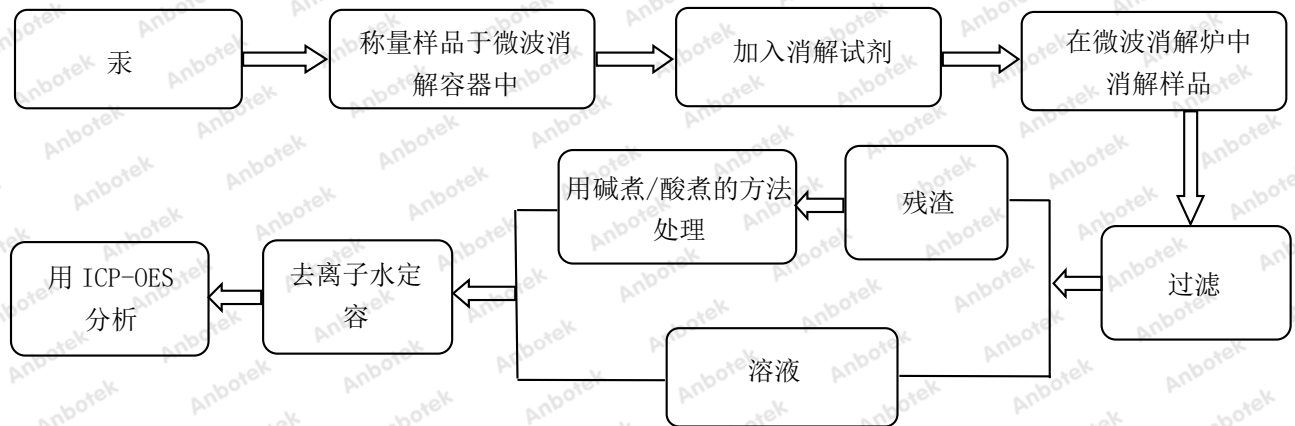 汞
称量样品于微波消
解容器中
加入消解试剂
在微波消解炉中
消解样品
过滤
残渣
用碱煮/酸煮的方法
处理
溶液
去离子水定
容
用 ICP-OES
分析